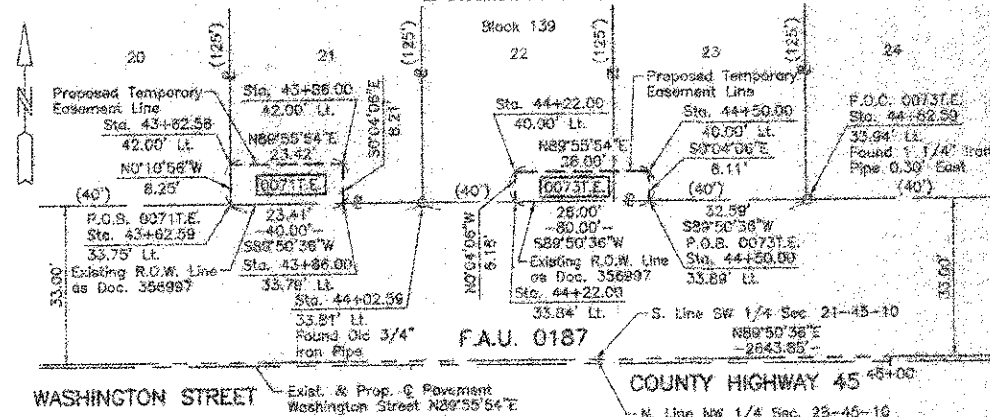 Block 139
20
(125')
21
(125')
22
(125')
23
(125')
24
N
Proposed Temporary
Easement Line
Sta. 43+62.58
42.00' Lt.
N0°10'56"W
8.25'
(40')
P.O.B. 0071T.E.
Sta. 43+62.59
33.75' Lt.
Existing R.O.W. Line
as Doc. 356997
33.00'
Sta. 43+86.00
42.00' Lt.
N89°55'54"E
23.42
0071T.E.
23.41'
-40.00'-
S89°50'36"W
Sta. 43+86.00
33.78' Lt.
S0°04'06"E
8.21'
Sta. 44+02.59
33.81' Lt.
Found Old 3/4"
Iron Pipe
(40')
Sta. 44+22.00
40.00' Lt.
N89°55'54"E
28.00'
0073T.E.
28.00'
-80.00'-
S89°50'36"W
Existing R.O.W. Line
as Doc. 356997
Sta. 44+22.00
33.84' Lt.
N0°04'06"W
6.16'
Proposed Temporary
Easement Line
Sta. 44+50.00
40.00' Lt.
S0°04'06"E
6.11'
(40')
32.59'
S89°50'36"W
P.O.B. 0073T.E.
Sta. 44+50.00
33.89' Lt.
P.O.C. 0073T.E.
Sta. 44+82.59
33.94' Lt.
Found 1 1/4" Iron
Pipe 0.30' East
(40')
33.00'
F.A.U. 0187
S. Line SW 1/4 Sec. 21-45-10
N89°50'36"E
-2643.85'-
45+00
WASHINGTON STREET
Exist. & Prop. ℄ Pavement
Washington Street N89°55'54"E
COUNTY HIGHWAY 45
N. Line NW 1/4 Sec. 28-45-10